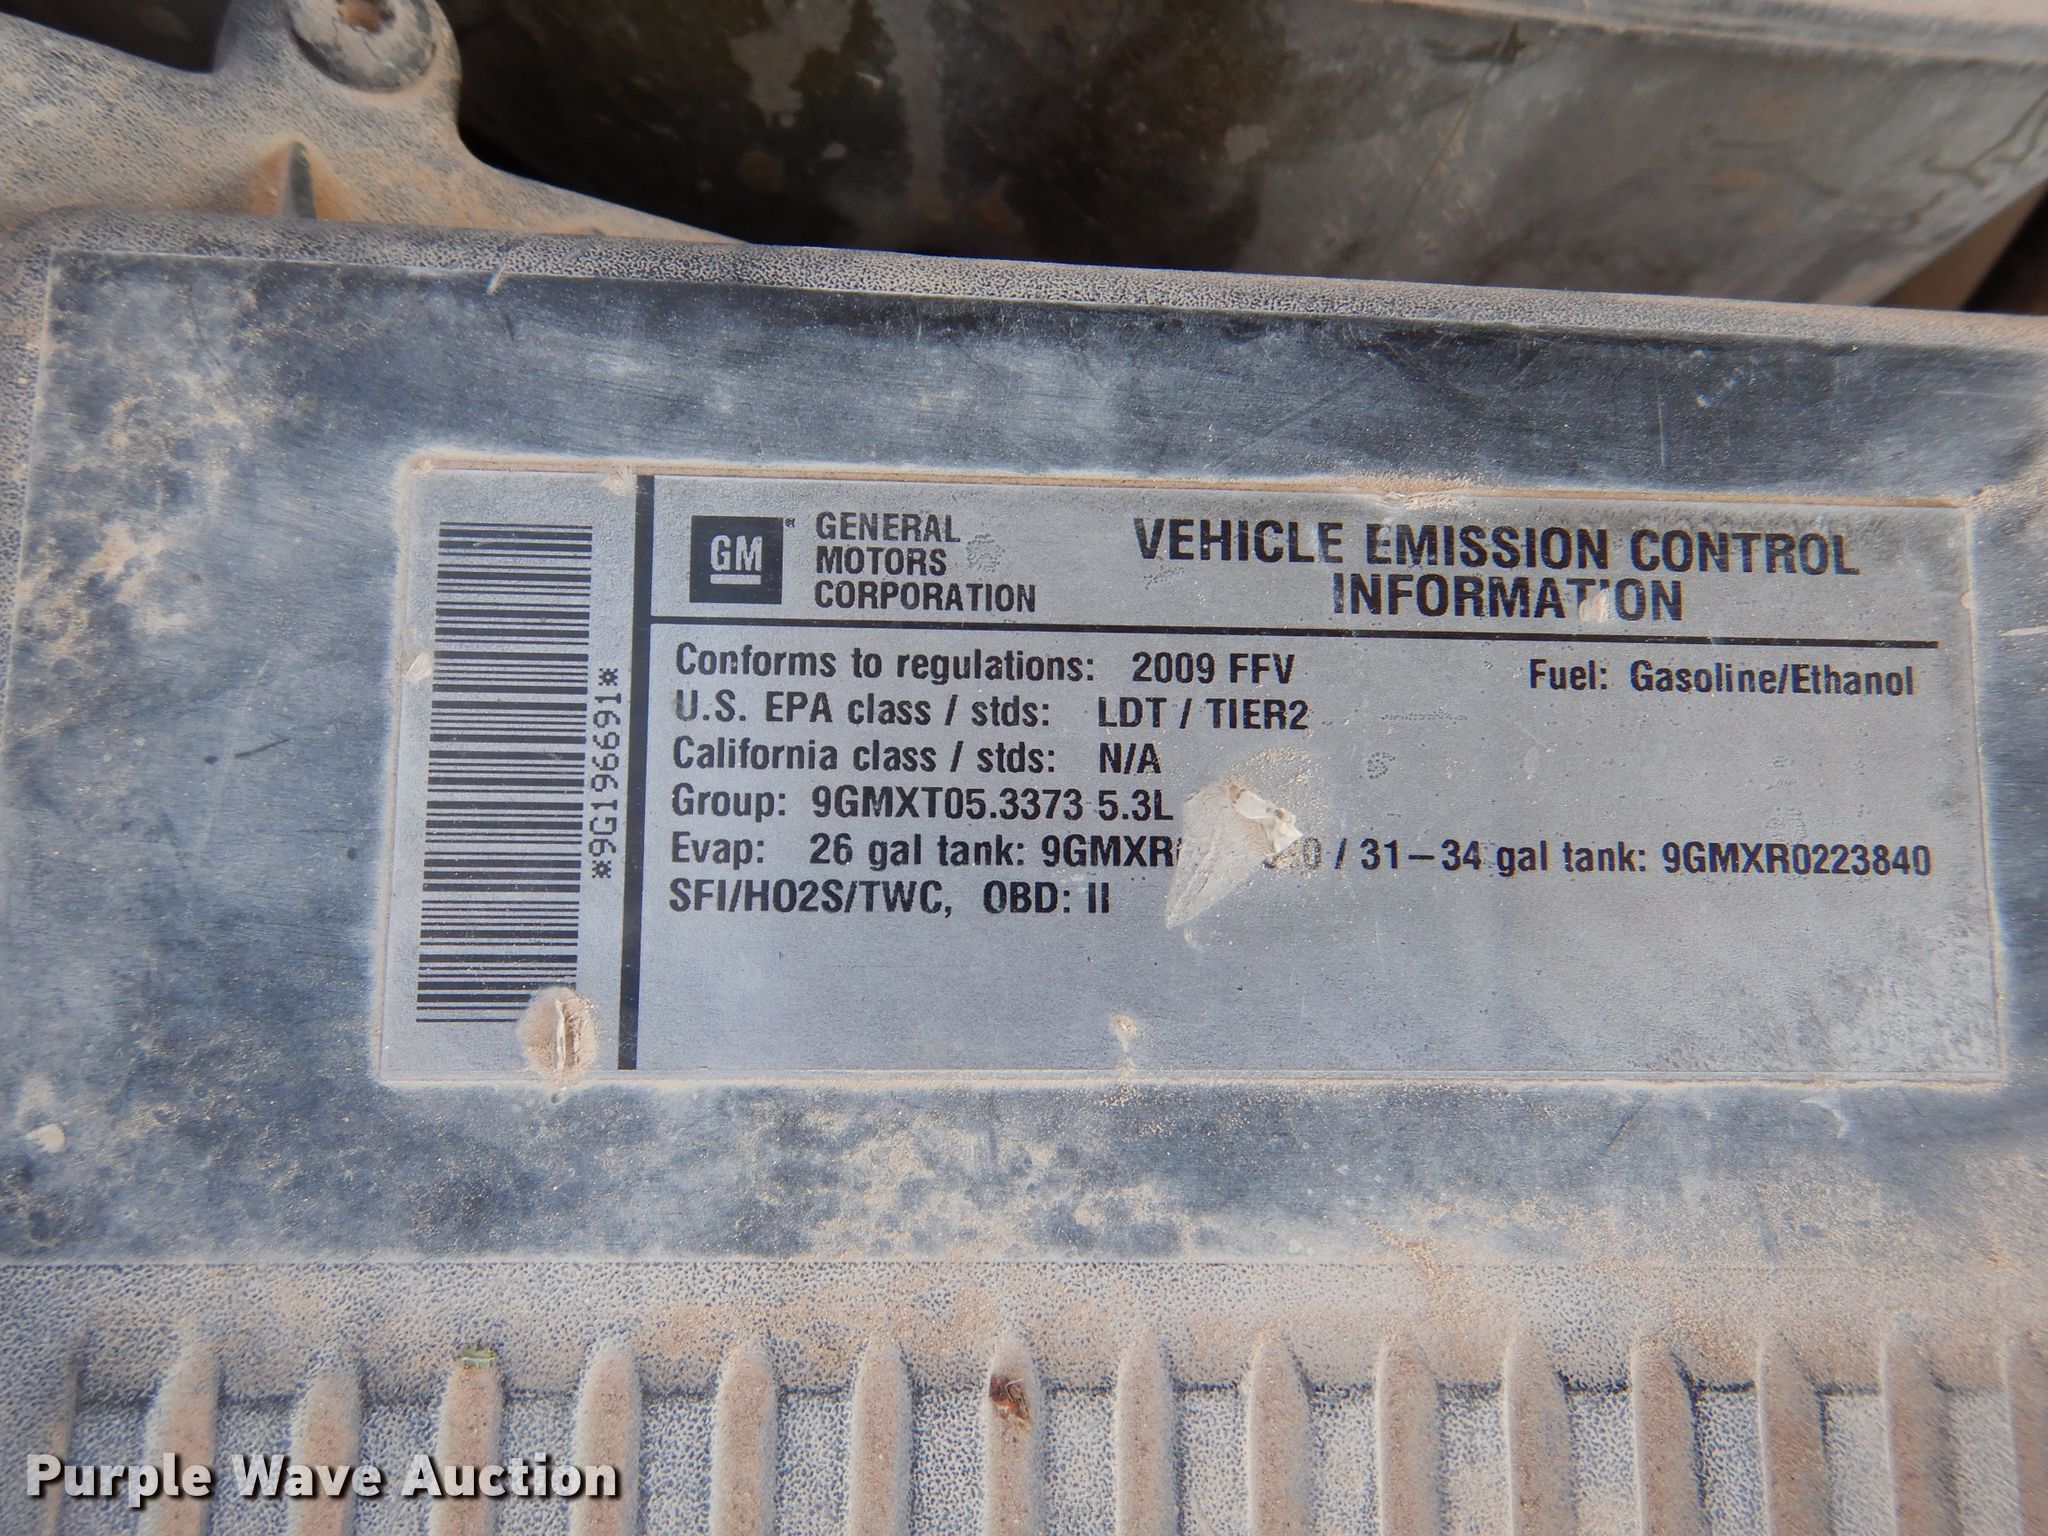 GM
GENERAL
MOTORS
CORPORATION
VEHICLE EMISSION CONTROL
INFORMATION
Conforms to regulations: 2009 FFV Fuel: Gasoline/Ethanol
U.S. EPA class / stds: LDT / TIER2
California class / stds: N/A
Group: 9GMXT05.3373 5.3L
Evap: 26 gal tank: / 31-34 gal tank: 9GMXR0223840
SFI/HO2S/TWC, OBD: II
*9G196691*
Purple Wave Auction